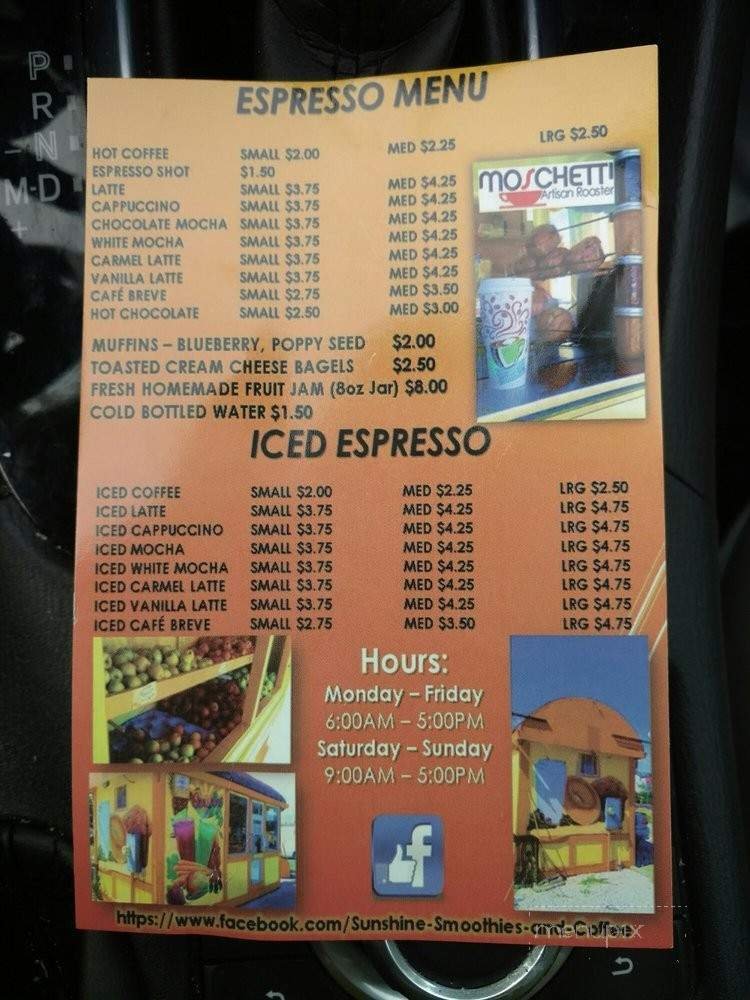 P
R
N
M-D
+
ESPRESSO MENU
HOT COFFEE SMALL $2.00 MED $2.25 LRG $2.50
ESPRESSO SHOT $1.50
LATTE SMALL $3.75 MED $4.25
CAPPUCCINO SMALL $3.75 MED $4.25
CHOCOLATE MOCHA SMALL $3.75 MED $4.25
WHITE MOCHA SMALL $3.75 MED $4.25
CARMEL LATTE SMALL $3.75 MED $4.25
VANILLA LATTE SMALL $3.75 MED $4.25
CAFÉ BREVE SMALL $2.75 MED $3.50
HOT CHOCOLATE SMALL $2.50 MED $3.00
MOSCHETTI
Artisan Roaster
MUFFINS – BLUEBERRY, POPPY SEED $2.00
TOASTED CREAM CHEESE BAGELS $2.50
FRESH HOMEMADE FRUIT JAM (8oz Jar) $8.00
COLD BOTTLED WATER $1.50
ICED ESPRESSO
ICED COFFEE SMALL $2.00 MED $2.25 LRG $2.50
ICED LATTE SMALL $3.75 MED $4.25 LRG $4.75
ICED CAPPUCCINO SMALL $3.75 MED $4.25 LRG $4.75
ICED MOCHA SMALL $3.75 MED $4.25 LRG $4.75
ICED WHITE MOCHA SMALL $3.75 MED $4.25 LRG $4.75
ICED CARMEL LATTE SMALL $3.75 MED $4.25 LRG $4.75
ICED VANILLA LATTE SMALL $3.75 MED $4.25 LRG $4.75
ICED CAFÉ BREVE SMALL $2.75 MED $3.50 LRG $4.75
Hours:
Monday – Friday
6:00AM – 5:00PM
Saturday – Sunday
9:00AM – 5:00PM
f
https://www.facebook.com/Sunshine-Smoothies-and-Coffee
menupix